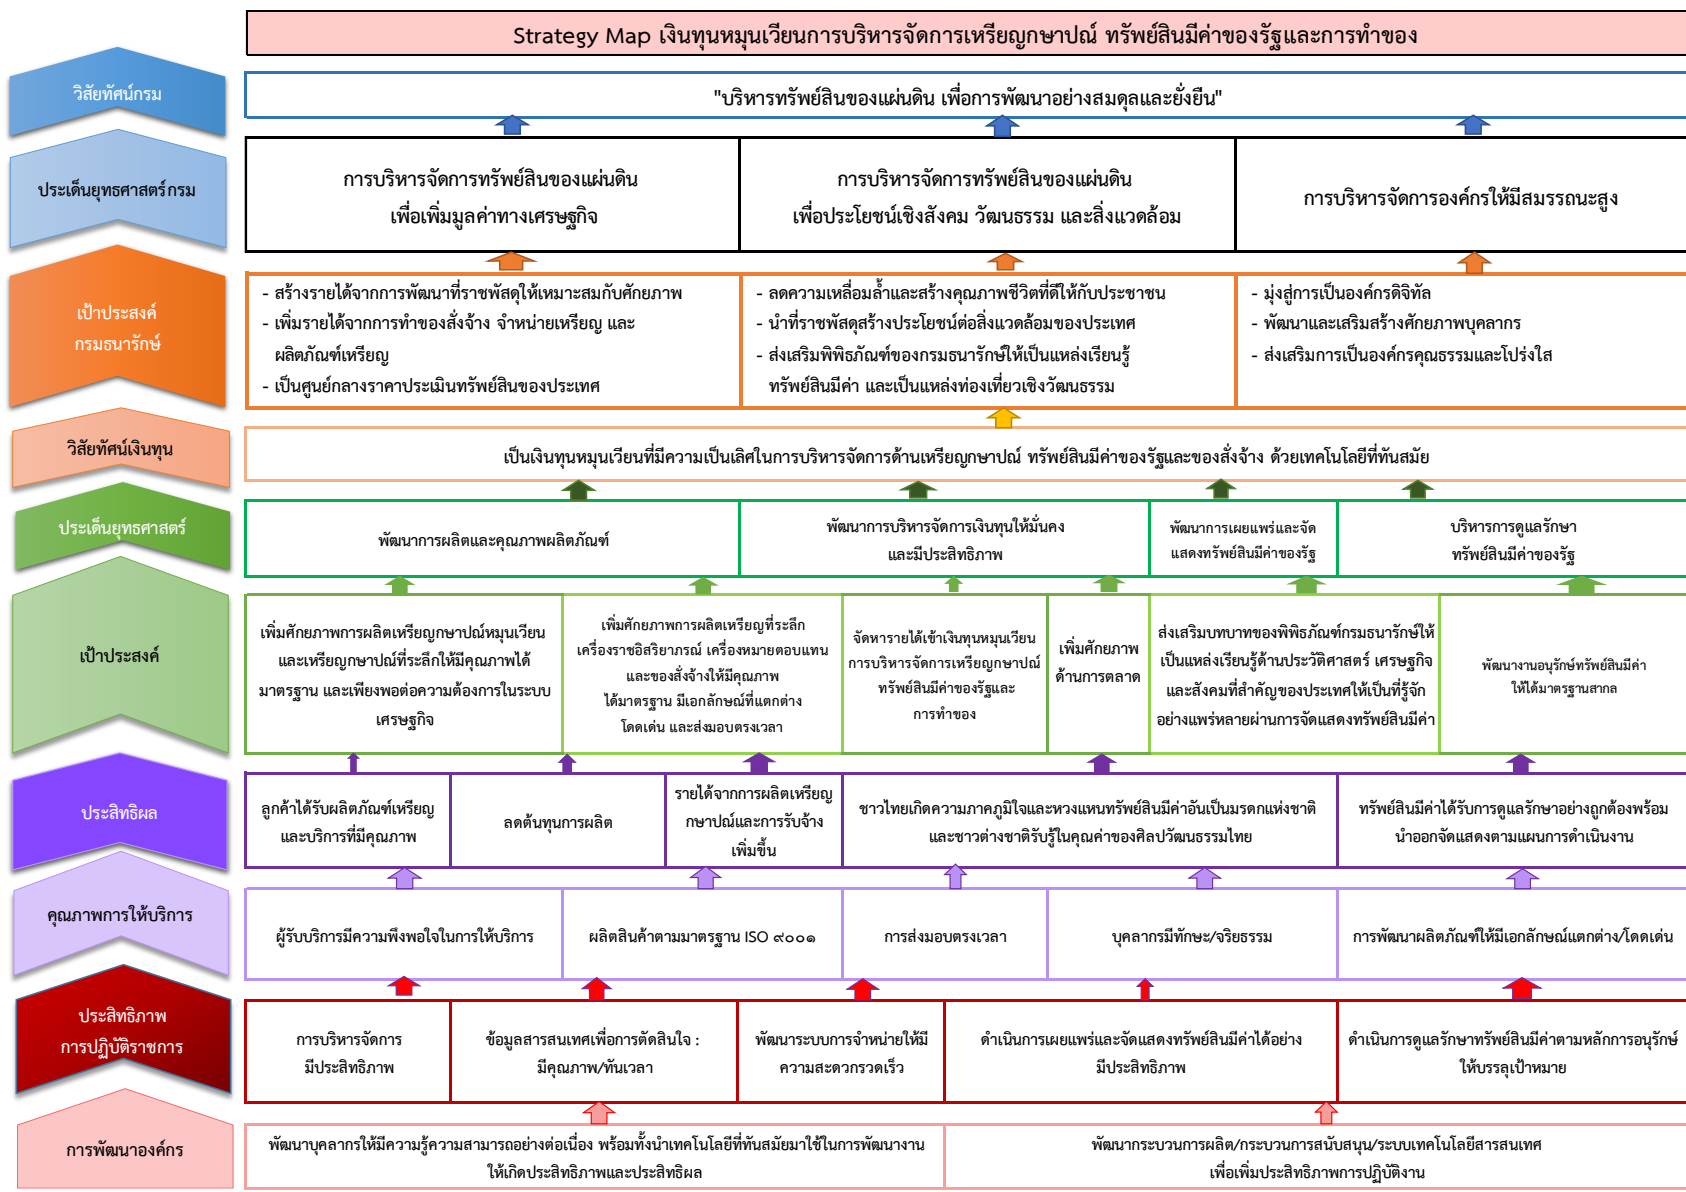 Strategy Map เงินทุนหมุนเวียนการบริหารจัดการเหรียญกษาปณ์ ทรัพย์สินมีค่าของรัฐและการทำของ
วิสัยทัศน์กรม
"บริหารทรัพย์สินของแผ่นดิน เพื่อการพัฒนาอย่างสมดุลและยั่งยืน"
ประเด็นยุทธศาสตร์กรม
การบริหารจัดการทรัพย์สินของแผ่นดิน
เพื่อเพิ่มมูลค่าทางเศรษฐกิจ
การบริหารจัดการทรัพย์สินของแผ่นดิน
เพื่อประโยชน์เชิงสังคม วัฒนธรรม และสิ่งแวดล้อม
การบริหารจัดการองค์กรให้มีสมรรถนะสูง
เป้าประสงค์
กรมธนารักษ์
- สร้างรายได้จากการพัฒนาที่ราชพัสดุให้เหมาะสมกับศักยภาพ
- เพิ่มรายได้จากการทำของสั่งจ้าง จำหน่ายเหรียญ และ
ผลิตภัณฑ์เหรียญ
- เป็นศูนย์กลางราคาประเมินทรัพย์สินของประเทศ
- ลดความเหลื่อมล้ำและสร้างคุณภาพชีวิตที่ดีให้กับประชาชน
- นำที่ราชพัสดุสร้างประโยชน์ต่อสิ่งแวดล้อมของประเทศ
- ส่งเสริมพิพิธภัณฑ์ของกรมธนารักษ์ให้เป็นแหล่งเรียนรู้
ทรัพย์สินมีค่า และเป็นแหล่งท่องเที่ยวเชิงวัฒนธรรม
- มุ่งสู่การเป็นองค์กรดิจิทัล
- พัฒนาและเสริมสร้างศักยภาพบุคลากร
- ส่งเสริมการเป็นองค์กรคุณธรรมและโปร่งใส
วิสัยทัศน์เงินทุน
เป็นเงินทุนหมุนเวียนที่มีความเป็นเลิศในการบริหารจัดการด้านเหรียญกษาปณ์ ทรัพย์สินมีค่าของรัฐและของสั่งจ้าง ด้วยเทคโนโลยีที่ทันสมัย
ประเด็นยุทธศาสตร์
พัฒนาการผลิตและคุณภาพผลิตภัณฑ์
พัฒนาการบริหารจัดการเงินทุนให้มั่นคง
และมีประสิทธิภาพ
พัฒนาการเผยแพร่และจัด
แสดงทรัพย์สินมีค่าของรัฐ
บริหารการดูแลรักษา
ทรัพย์สินมีค่าของรัฐ
เป้าประสงค์
เพิ่มศักยภาพการผลิตเหรียญกษาปณ์หมุนเวียน
และเหรียญกษาปณ์ที่ระลึกให้มีคุณภาพได้
มาตรฐาน และเพียงพอต่อความต้องการในระบบ
เศรษฐกิจ
เพิ่มศักยภาพการผลิตเหรียญที่ระลึก
เครื่องราชอิสริยาภรณ์ เครื่องหมายตอบแทน
และของสั่งจ้างให้มีคุณภาพ
ได้มาตรฐาน มีเอกลักษณ์ที่แตกต่าง
โดดเด่น และส่งมอบตรงเวลา
จัดหารายได้เข้าเงินทุนหมุนเวียน
การบริหารจัดการเหรียญกษาปณ์
ทรัพย์สินมีค่าของรัฐและ
การทำของ
เพิ่มศักยภาพ
ด้านการตลาด
ส่งเสริมบทบาทของพิพิธภัณฑ์กรมธนารักษ์ให้
เป็นแหล่งเรียนรู้ด้านประวัติศาสตร์ เศรษฐกิจ
และสังคมที่สำคัญของประเทศให้เป็นที่รู้จัก
อย่างแพร่หลายผ่านการจัดแสดงทรัพย์สินมีค่า
พัฒนางานอนุรักษ์ทรัพย์สินมีค่า
ให้ได้มาตรฐานสากล
ประสิทธิผล
ลูกค้าได้รับผลิตภัณฑ์เหรียญ
และบริการที่มีคุณภาพ
ลดต้นทุนการผลิต
รายได้จากการผลิตเหรียญ
กษาปณ์และการรับจ้าง
เพิ่มขึ้น
ชาวไทยเกิดความภาคภูมิใจและหวงแหนทรัพย์สินมีค่าอันเป็นมรดกแห่งชาติ
และชาวต่างชาติรับรู้ในคุณค่าของศิลปวัฒนธรรมไทย
ทรัพย์สินมีค่าได้รับการดูแลรักษาอย่างถูกต้องพร้อม
นำออกจัดแสดงตามแผนการดำเนินงาน
คุณภาพการให้บริการ
ผู้รับบริการมีความพึงพอใจในการให้บริการ
ผลิตสินค้าตามมาตรฐาน ISO ๙๐๐๑
การส่งมอบตรงเวลา
บุคลากรมีทักษะ/จริยธรรม
การพัฒนาผลิตภัณฑ์ให้มีเอกลักษณ์แตกต่าง/โดดเด่น
ประสิทธิภาพ
การปฏิบัติราชการ
การบริหารจัดการ
มีประสิทธิภาพ
ข้อมูลสารสนเทศเพื่อการตัดสินใจ :
มีคุณภาพ/ทันเวลา
พัฒนาระบบการจำหน่ายให้มี
ความสะดวกรวดเร็ว
ดำเนินการเผยแพร่และจัดแสดงทรัพย์สินมีค่าได้อย่าง
มีประสิทธิภาพ
ดำเนินการดูแลรักษาทรัพย์สินมีค่าตามหลักการอนุรักษ์
ให้บรรลุเป้าหมาย
การพัฒนาองค์กร
พัฒนาบุคลากรให้มีความรู้ความสามารถอย่างต่อเนื่อง พร้อมทั้งนำเทคโนโลยีที่ทันสมัยมาใช้ในการพัฒนางาน
ให้เกิดประสิทธิภาพและประสิทธิผล
พัฒนากระบวนการผลิต/กระบวนการสนับสนุน/ระบบเทคโนโลยีสารสนเทศ
เพื่อเพิ่มประสิทธิภาพการปฏิบัติงาน